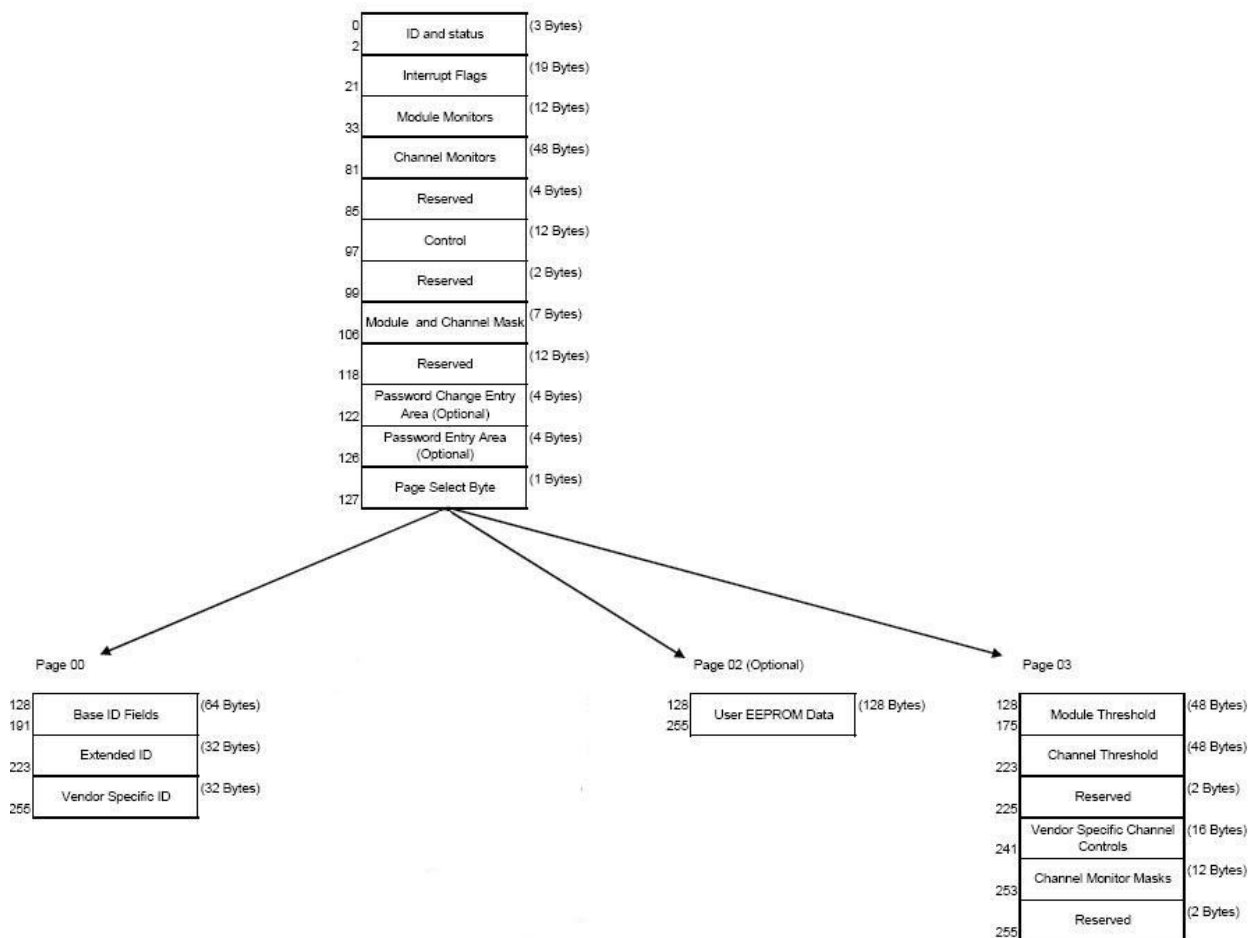 0
ID and status
(3 Bytes)
2
Interrupt Flags
(19 Bytes)
21
Module Monitors
(12 Bytes)
33
Channel Monitors
(48 Bytes)
81
Reserved
(4 Bytes)
85
Control
(12 Bytes)
97
Reserved
(2 Bytes)
99
Module and Channel Mask
(7 Bytes)
106
Reserved
(12 Bytes)
118
Password Change Entry
Area (Optional)
(4 Bytes)
122
Password Entry Area
(Optional)
(4 Bytes)
126
Page Select Byte
(1 Bytes)
127
Page 00
128
Base ID Fields
(64 Bytes)
191
Extended ID
(32 Bytes)
223
Vendor Specific ID
(32 Bytes)
255
Page 02 (Optional)
128
User EEPROM Data
(128 Bytes)
255
Page 03
128
Module Threshold
(48 Bytes)
175
Channel Threshold
(48 Bytes)
223
Reserved
(2 Bytes)
225
Vendor Specific Channel
Controls
(16 Bytes)
241
Channel Monitor Masks
(12 Bytes)
253
Reserved
(2 Bytes)
255